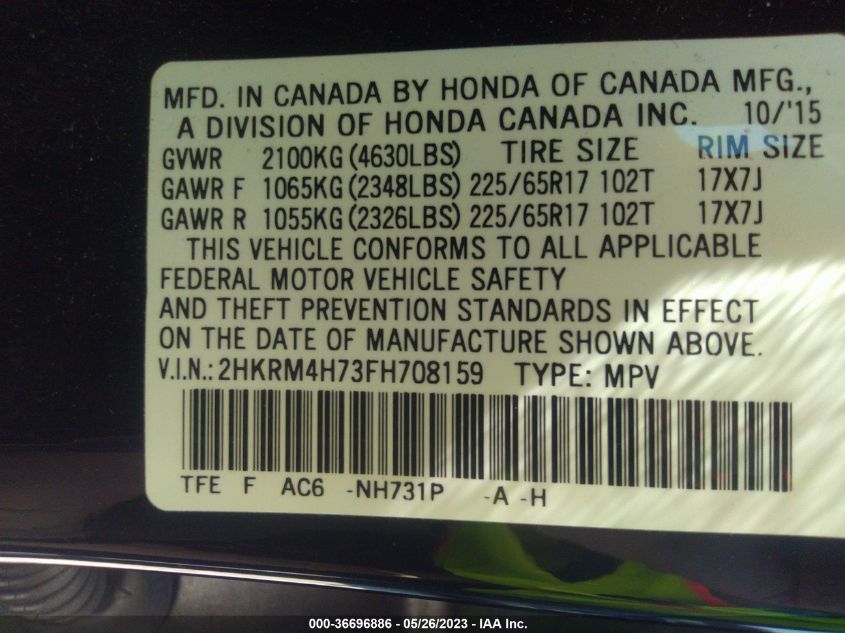 MFD. IN CANADA BY HONDA OF CANADA MFG.,
A DIVISION OF HONDA CANADA INC. 10/'15
GVWR 2100KG (4630LBS) TIRE SIZE RIM SIZE
GAWR F 1065KG (2348LBS) 225/65R17 102T 17X7J
GAWR R 1055KG (2326LBS) 225/65R17 102T 17X7J
THIS VEHICLE CONFORMS TO ALL APPLICABLE
FEDERAL MOTOR VEHICLE SAFETY
AND THEFT PREVENTION STANDARDS IN EFFECT
ON THE DATE OF MANUFACTURE SHOWN ABOVE.
V.I.N.: 2HKRM4H73FH708159 TYPE: MPV
TFE F AC6 -NH731P -A -H
000-36696886 - 05/26/2023 - IAA Inc.